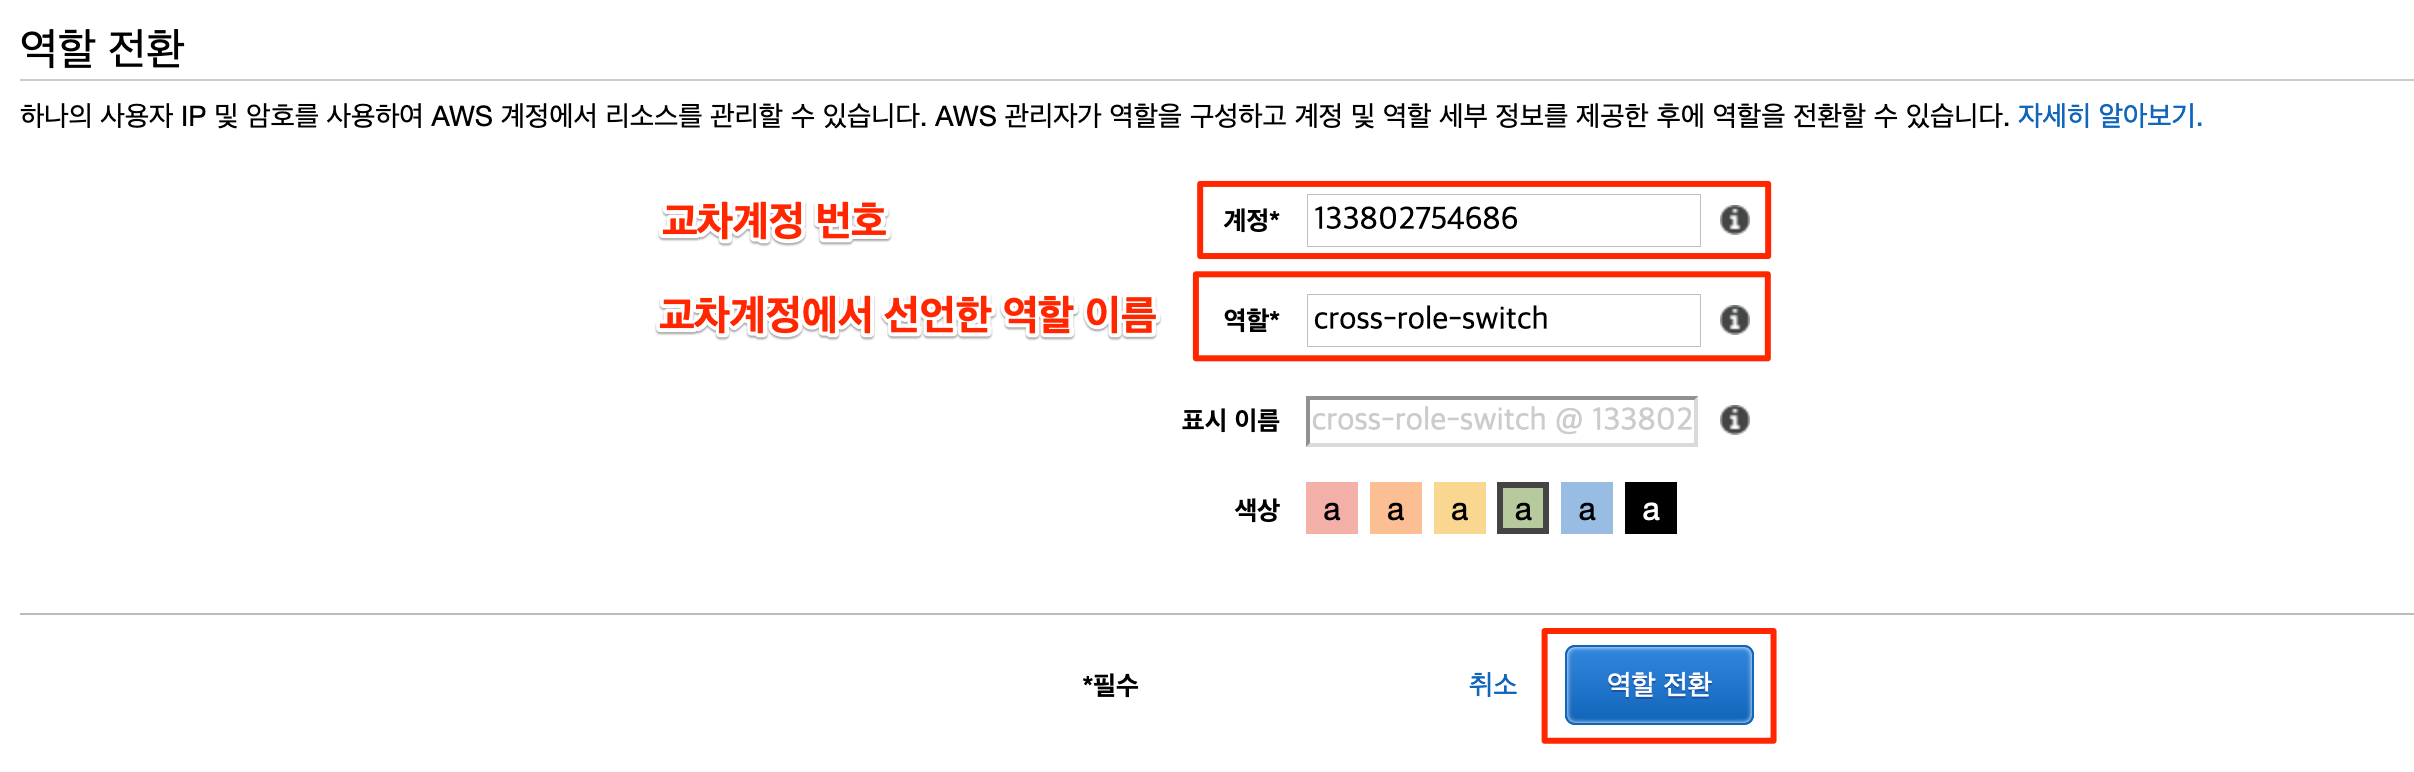 역할 전환
하나의 사용자 IP 및 암호를 사용하여 AWS 계정에서 리소스를 관리할 수 있습니다. AWS 관리자가 역할을 구성하고 계정 및 역할 세부 정보를 제공한 후에 역할을 전환할 수 있습니다. 자세히 알아보기.
교차계정 번호 계정* 133802754686
교차계정에서 선언한 역할 이름 역할* cross-role-switch
표시 이름 cross-role-switch @ 133802
색상 a a a a a a
*필수 취소 역할 전환